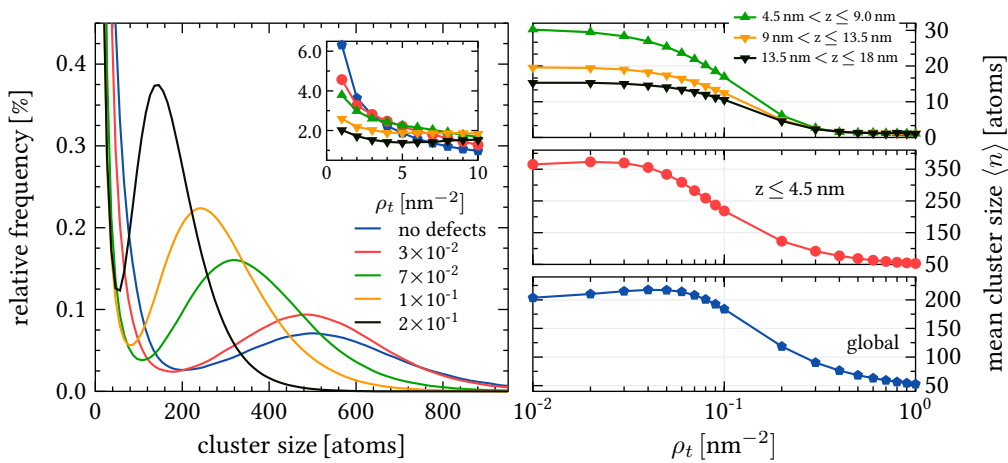 relative frequency [%]
0.4
0.3
0.2
0.1
0.0
0 200 400 600 800
cluster size [atoms]
6.0
4.0
2.0
0 5 10
ρt [nm⁻²]
no defects
3×10⁻²
7×10⁻²
1×10⁻¹
2×10⁻¹
4.5 nm < z ≤ 9.0 nm
9 nm < z ≤ 13.5 nm
13.5 nm < z ≤ 18 nm
30
20
10
0
z ≤ 4.5 nm
350
250
150
50
global
200
150
100
50
10⁻² 10⁻¹ 10⁰
ρt [nm⁻²]
mean cluster size ⟨n⟩ [atoms]